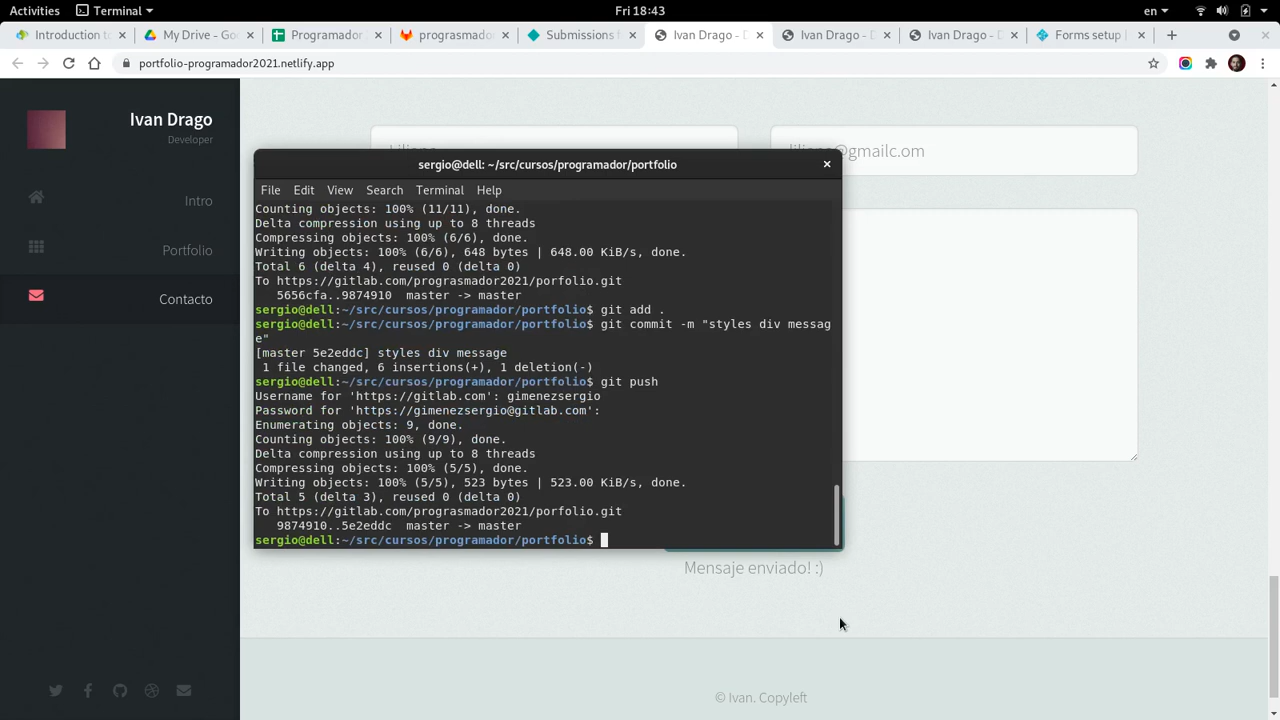 Activities
Terminal
Fri 18:43
en
Introduction to
My Drive - Goo
Programador_
prograsmador
Submissions f
Ivan Drago - D
Ivan Drago - D
Ivan Drago - D
Forms setup |
portfolio-programador2021.netlify.app
Ivan Drago
Developer
Intro
Portfolio
Contacto
@gmailc.om
sergio@dell: ~/src/cursos/programador/portfolio
File Edit View Search Terminal Help
Counting objects: 100% (11/11), done.
Delta compression using up to 8 threads
Compressing objects: 100% (6/6), done.
Writing objects: 100% (6/6), 648 bytes | 648.00 KiB/s, done.
Total 6 (delta 4), reused 0 (delta 0)
To https://gitlab.com/prograsmador2021/porfolio.git
5656cfa..9874910 master -> master
sergio@dell:~/src/cursos/programador/portfolio$ git add .
sergio@dell:~/src/cursos/programador/portfolio$ git commit -m "styles div messag
e"
[master 5e2eddc] styles div message
1 file changed, 6 insertions(+), 1 deletion(-)
sergio@dell:~/src/cursos/programador/portfolio$ git push
Username for 'https://gitlab.com': gimenezsergio
Password for 'https://gimenezsergio@gitlab.com':
Enumerating objects: 9, done.
Counting objects: 100% (9/9), done.
Delta compression using up to 8 threads
Compressing objects: 100% (5/5), done.
Writing objects: 100% (5/5), 523 bytes | 523.00 KiB/s, done.
Total 5 (delta 3), reused 0 (delta 0)
To https://gitlab.com/prograsmador2021/porfolio.git
9874910..5e2eddc master -> master
sergio@dell:~/src/cursos/programador/portfolio$
Mensaje enviado! :)
© Ivan. Copyleft